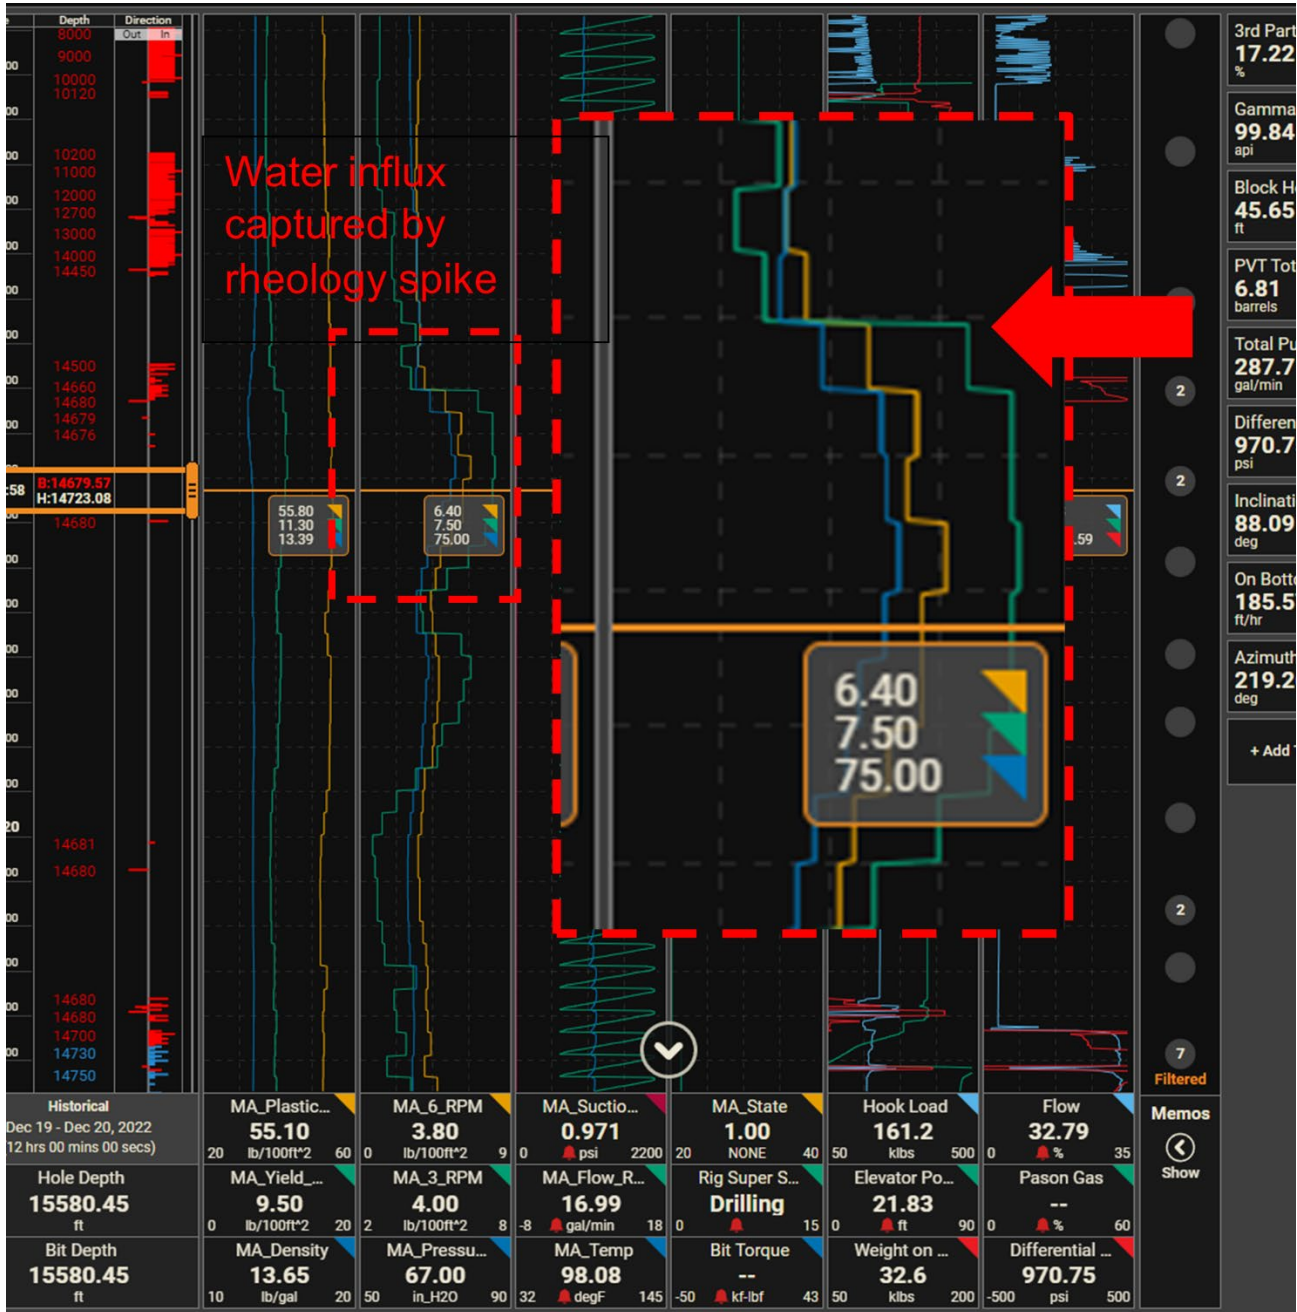 Depth
Direction
Out In
8000
9000
10000
10120
10200
11000
12000
12700
13000
14000
14450
14500
14660
14680
14679
14676
:58
B:14679.57
H:14723.08
14680
14681
14680
14680
14680
14700
14730
14750
Water influx
captured by
rheology spike
55.80
11.30
13.39
6.40
7.50
75.00
6.40
7.50
75.00
.59
2
2
2
7
Filtered
3rd Part
17.22
%
Gamma
99.84
api
Block H
45.65
ft
PVT Tot
6.81
barrels
Total Pu
287.7
gal/min
Differen
970.7
psi
Inclinati
88.09
deg
On Botto
185.5
ft/hr
Azimuth
219.2
deg
+ Add
Historical
Dec 19 - Dec 20, 2022
12 hrs 00 mins 00 secs)
Hole Depth
15580.45
ft
Bit Depth
15580.45
ft
MA_Plastic...
55.10
20 lb/100ft^2 60
MA_Yield_...
9.50
0 lb/100ft^2 20
MA_Density
13.65
10 lb/gal 20
MA_6_RPM
3.80
0 lb/100ft^2 9
MA_3_RPM
4.00
2 lb/100ft^2 8
MA_Pressu...
67.00
50 in_H2O 90
MA_Suctio...
0.971
0 psi 2200
MA_Flow_R...
16.99
-8 gal/min 18
MA_Temp
98.08
32 degF 145
MA_State
1.00
20 NONE 40
Rig Super S...
Drilling
0 15
Bit Torque
--
-50 kf-lbf 43
Hook Load
161.2
50 klbs 500
Elevator Po...
21.83
0 ft 90
Weight on ...
32.6
50 klbs 200
Flow
32.79
0 % 35
Pason Gas
--
0 % 60
Differential ...
970.75
-500 psi 500
Memos
Show